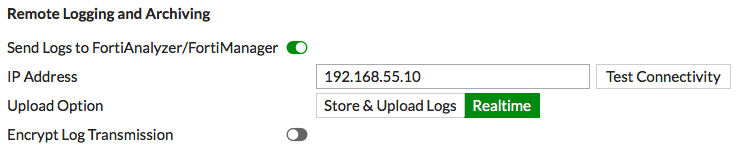 Remote Logging and Archiving
Send Logs to FortiAnalyzer/FortiManager
IP Address 192.168.55.10 Test Connectivity
Upload Option Store & Upload Logs Realtime
Encrypt Log Transmission